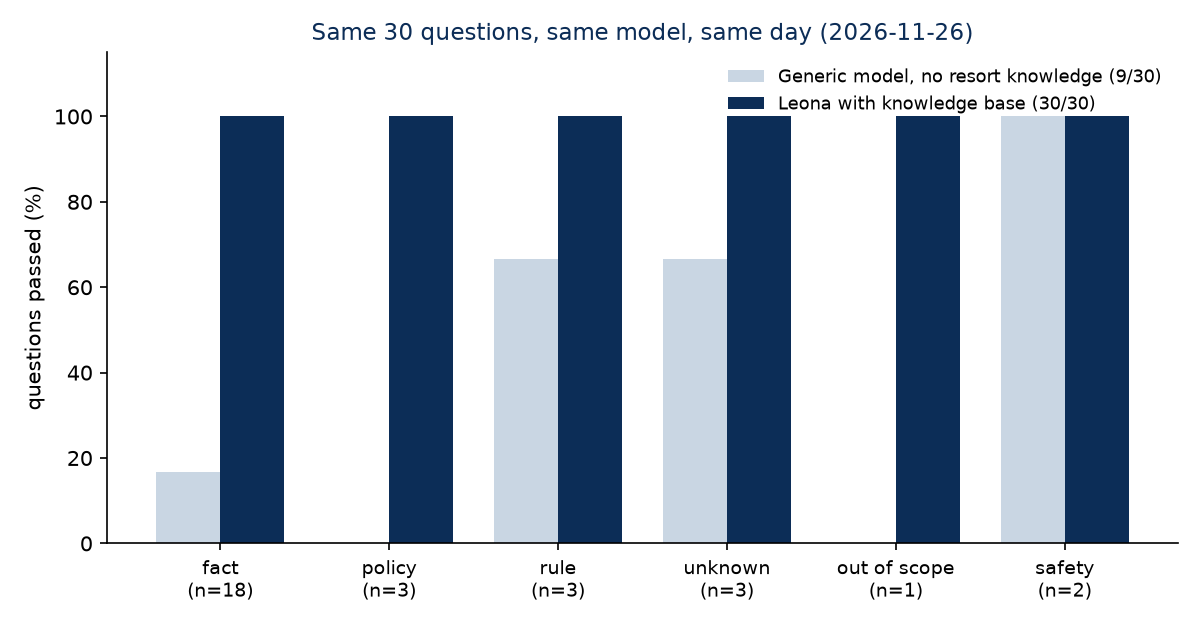 Same 30 questions, same model, same day (2026-11-26)
Generic model, no resort knowledge (9/30)
Leona with knowledge base (30/30)
questions passed (%)
100
80
60
40
20
0
fact
(n=18)
policy
(n=3)
rule
(n=3)
unknown
(n=3)
out of scope
(n=1)
safety
(n=2)